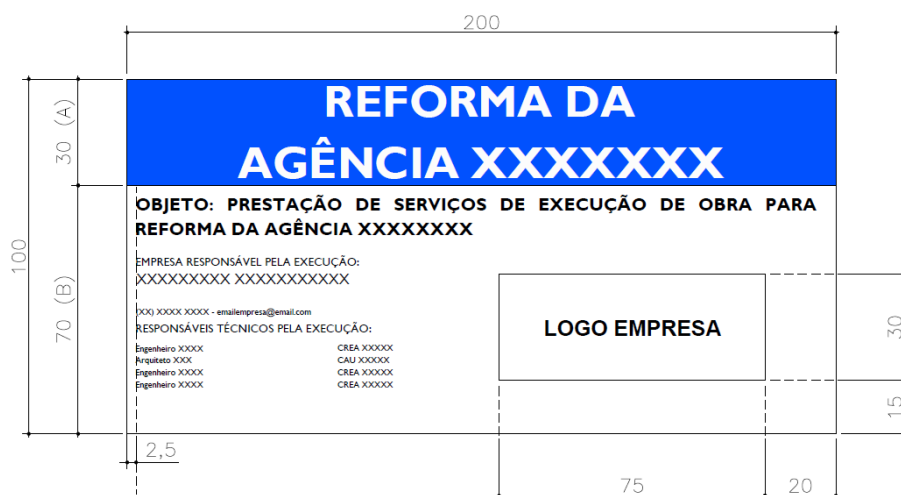 200
REFORMA DA
AGÊNCIA XXXXXXX
30 (A)
OBJETO: PRESTAÇÃO DE SERVIÇOS DE EXECUÇÃO DE OBRA PARA
REFORMA DA AGÊNCIA XXXXXXXX
100
70 (B)
EMPRESA RESPONSÁVEL PELA EXECUÇÃO:
XXXXXXXXX XXXXXXXXXXX
(XX) XXXX XXXX - emailempresa@email.com
RESPONSÁVEIS TÉCNICOS PELA EXECUÇÃO:
Engenheiro XXXX CREA XXXXX
Arquiteto XXX CAU XXXXX
Engenheiro XXXX CREA XXXXX
Engenheiro XXXX CREA XXXXX
LOGO EMPRESA
30
15
2,5
75
20